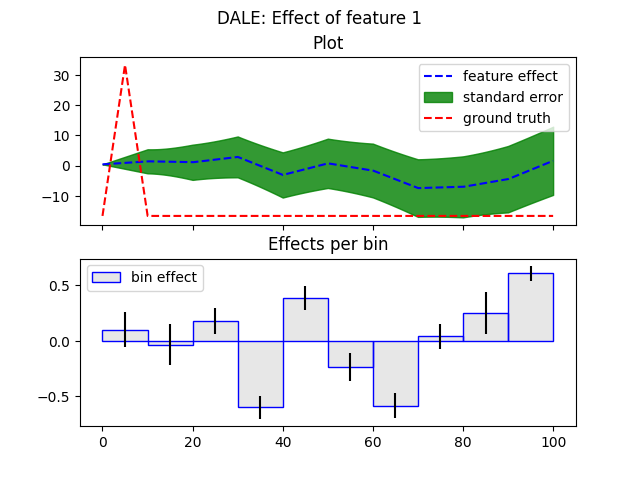 DALE: Effect of feature 1
Plot
30
20
10
0
−10
feature effect
standard error
ground truth
Effects per bin
0.5
0.0
−0.5
bin effect
0
20
40
60
80
100